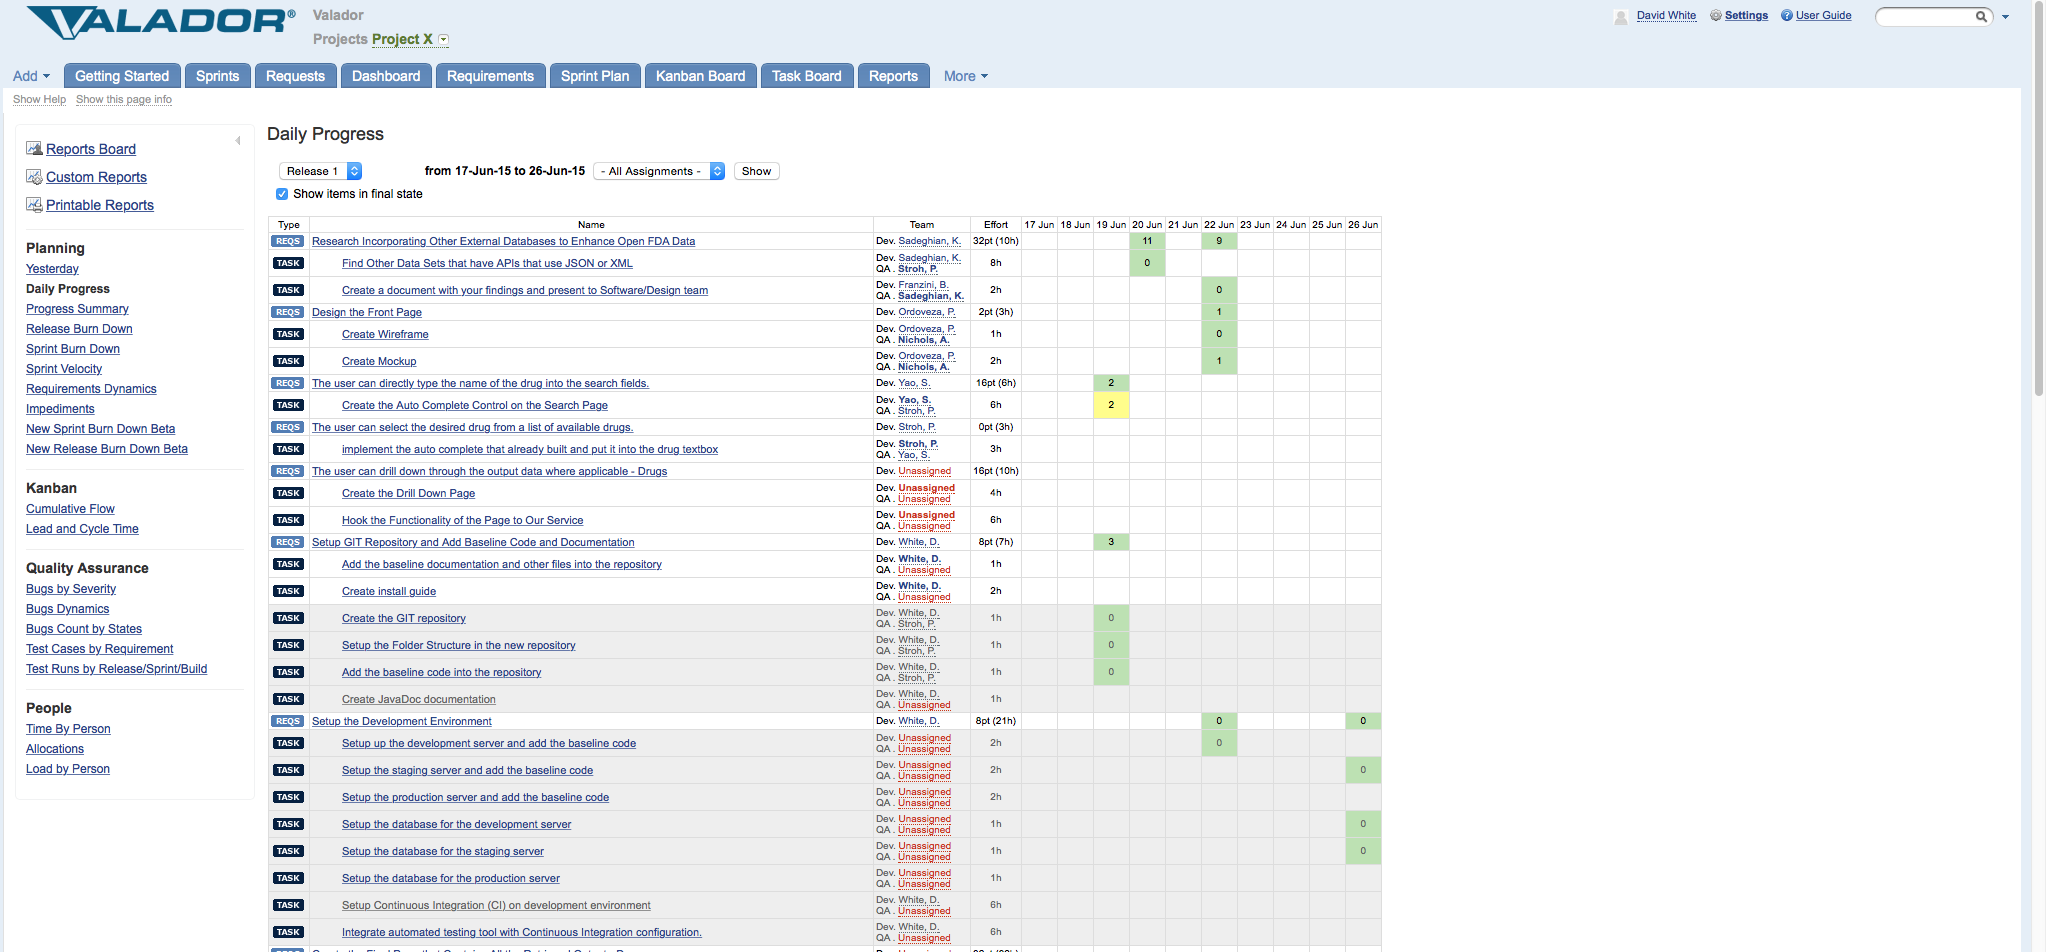 VALADOR®
Valador
Projects Project X
David White Settings User Guide
Add Getting Started Sprints Requests Dashboard Requirements Sprint Plan Kanban Board Task Board Reports More
Show Help Show this page info
Reports Board
Custom Reports
Printable Reports
Planning
Yesterday
Daily Progress
Progress Summary
Release Burn Down
Sprint Burn Down
Sprint Velocity
Requirements Dynamics
Impediments
New Sprint Burn Down Beta
New Release Burn Down Beta
Kanban
Cumulative Flow
Lead and Cycle Time
Quality Assurance
Bugs by Severity
Bugs Dynamics
Bugs Count by States
Test Cases by Requirement
Test Runs by Release/Sprint/Build
People
Time By Person
Allocations
Load by Person
Daily Progress
Release 1 from 17-Jun-15 to 26-Jun-15 - All Assignments - Show
Show items in final state
Type Name Team Effort 17 Jun 18 Jun 19 Jun 20 Jun 21 Jun 22 Jun 23 Jun 24 Jun 25 Jun 26 Jun
REQS Research Incorporating Other External Databases to Enhance Open FDA Data Dev. Sadeghian, K. 32pt (10h) 11 9
TASK Find Other Data Sets that have APIs that use JSON or XML Dev. Sadeghian, K. QA . Stroh, P. 8h 0
TASK Create a document with your findings and present to Software/Design team Dev. Franzini, B. QA . Sadeghian, K. 2h 0
REQS Design the Front Page Dev. Ordoveza, P. 2pt (3h) 1
TASK Create Wireframe Dev. Ordoveza, P. QA . Nichols, A. 1h 0
TASK Create Mockup Dev. Ordoveza, P. QA . Nichols, A. 2h 1
REQS The user can directly type the name of the drug into the search fields. Dev. Yao, S. 16pt (6h) 2
TASK Create the Auto Complete Control on the Search Page Dev. Yao, S. QA . Stroh, P. 6h 2
REQS The user can select the desired drug from a list of available drugs. Dev. Stroh, P. 0pt (3h)
TASK implement the auto complete that already built and put it into the drug textbox Dev. Stroh, P. QA . Yao, S. 3h
REQS The user can drill down through the output data where applicable - Drugs Dev. Unassigned 16pt (10h)
TASK Create the Drill Down Page Dev. Unassigned QA . Unassigned 4h
TASK Hook the Functionality of the Page to Our Service Dev. Unassigned QA . Unassigned 6h
REQS Setup GIT Repository and Add Baseline Code and Documentation Dev. White, D. 8pt (7h) 3
TASK Add the baseline documentation and other files into the repository Dev. White, D. QA . Unassigned 1h
TASK Create install guide Dev. White, D. QA . Unassigned 2h
TASK Create the GIT repository Dev. White, D. QA . Stroh, P. 1h 0
TASK Setup the Folder Structure in the new repository Dev. White, D. QA . Stroh, P. 1h 0
TASK Add the baseline code into the repository Dev. White, D. QA . Stroh, P. 1h 0
TASK Create JavaDoc documentation Dev. White, D. QA . Unassigned 1h
REQS Setup the Development Environment Dev. White, D. 8pt (21h) 0 0
TASK Setup up the development server and add the baseline code Dev. Unassigned QA . Unassigned 2h 0
TASK Setup the staging server and add the baseline code Dev. Unassigned QA . Unassigned 2h 0
TASK Setup the production server and add the baseline code Dev. Unassigned QA . Unassigned 2h
TASK Setup the database for the development server Dev. Unassigned QA . Unassigned 1h 0
TASK Setup the database for the staging server Dev. Unassigned QA . Unassigned 1h 0
TASK Setup the database for the production server Dev. Unassigned QA . Unassigned 1h
TASK Setup Continuous Integration (CI) on development environment Dev. White, D. QA . Unassigned 6h
TASK Integrate automated testing tool with Continuous Integration configuration. Dev. White, D. QA . Unassigned 6h